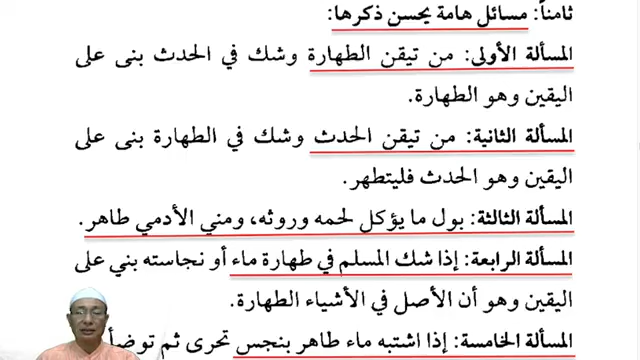 ثامناً: مسائل هامة يحسن ذكرها:
المسألة الأولى: من تيقن الطهارة وشك في الحدث بنى على
اليقين وهو الطهارة.
المسألة الثانية: من تيقن الحدث وشك في الطهارة بنى على
اليقين وهو الحدث فليتطهر.
المسألة الثالثة: بول ما يؤكل لحمه وروثه، ومني الأدمي طاهر.
المسألة الرابعة: إذا شك المسلم في طهارة ماء أو نجاسته بني على
اليقين وهو أن الأصل في الأشياء الطهارة.
المسألة الخامسة: إذا اشتبه ماء طاهر بنجس تحرى ثم توضأ